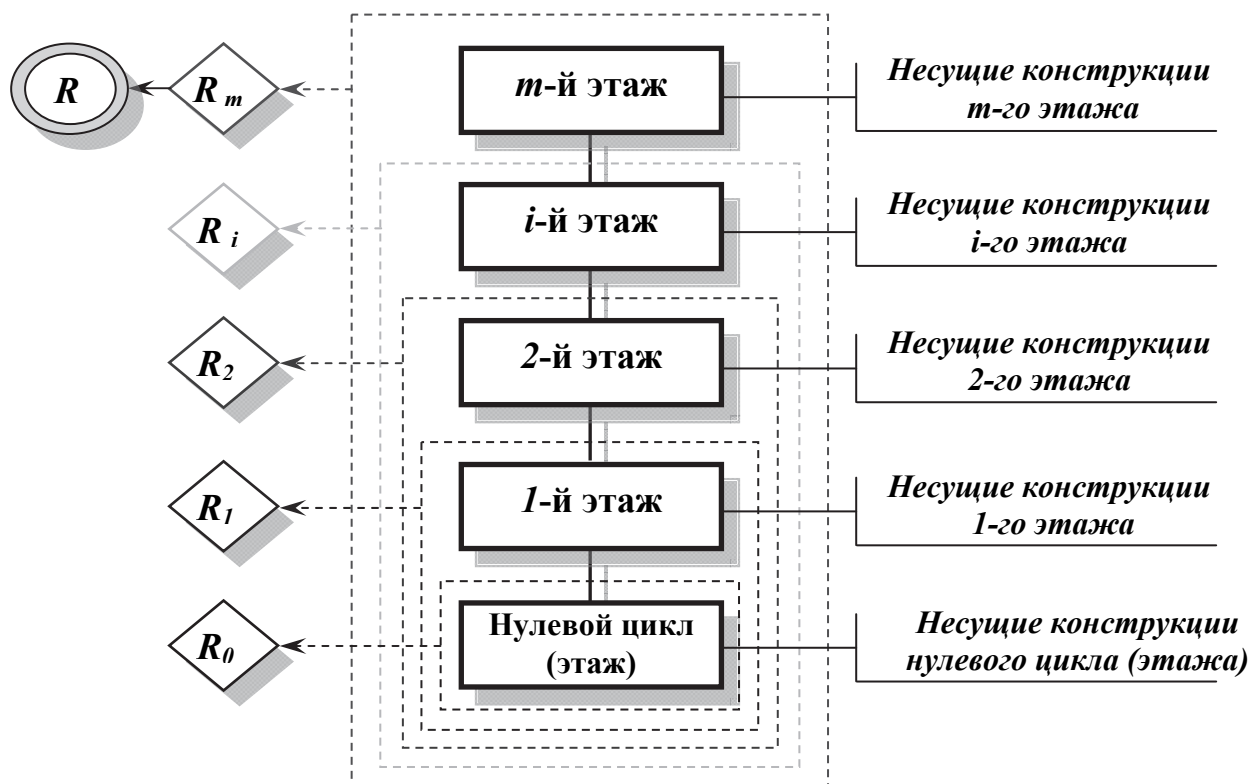 R
R m
m-й этаж
Несущие конструкции
m-го этажа
R i
i-й этаж
Несущие конструкции
i-го этажа
R2
2-й этаж
Несущие конструкции
2-го этажа
R1
1-й этаж
Несущие конструкции
1-го этажа
R0
Нулевой цикл
(этаж)
Несущие конструкции
нулевого цикла (этажа)